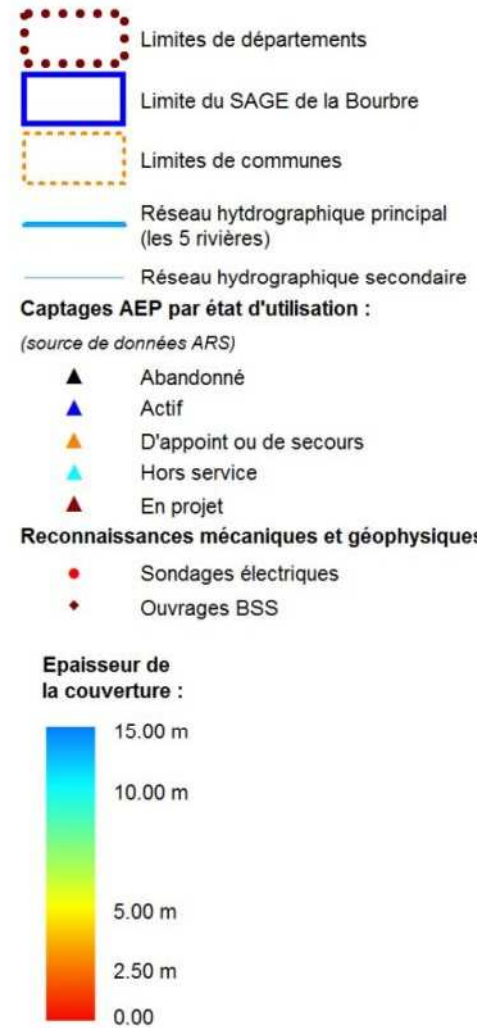 Limites de départements
Limite du SAGE de la Bourbre
Limites de communes
Réseau hytdrographique principal
(les 5 rivières)
Réseau hydrographique secondaire
Captages AEP par état d'utilisation :
(source de données ARS)
Abandonné
Actif
D'appoint ou de secours
Hors service
En projet
Reconnaissances mécaniques et géophysiques
Sondages électriques
Ouvrages BSS
Epaisseur de
la couverture :
15.00 m
10.00 m
5.00 m
2.50 m
0.00